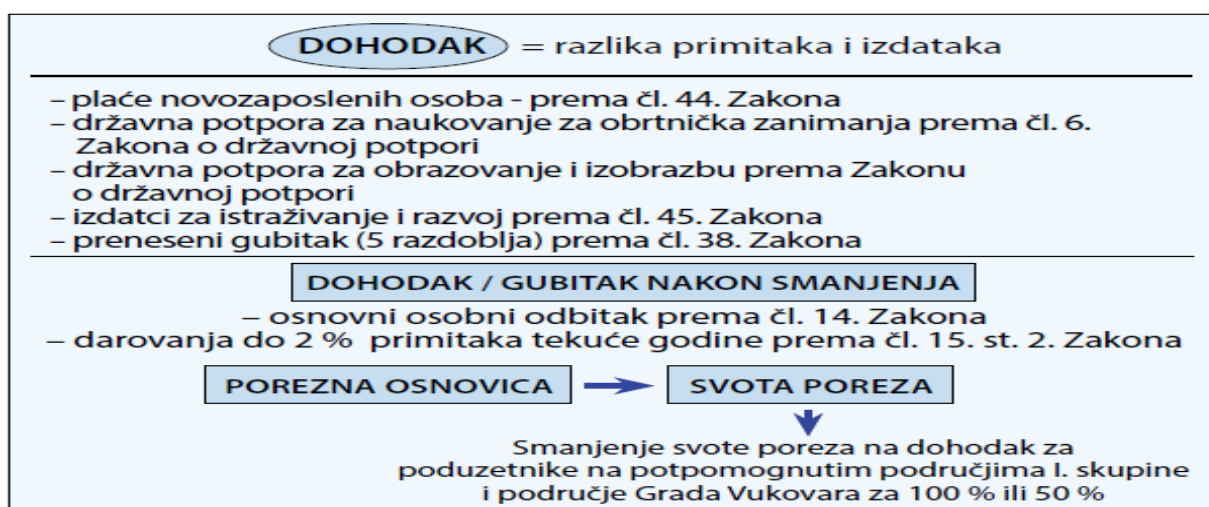 DOHODAK = razlika primitaka i izdataka
– plaće novozaposlenih osoba - prema čl. 44. Zakona
– državna potpora za naukovanje za obrtnička zanimanja prema čl. 6.
Zakona o državnoj potpori
– državna potpora za obrazovanje i izobrazbu prema Zakonu
o državnoj potpori
– izdatci za istraživanje i razvoj prema čl. 45. Zakona
– preneseni gubitak (5 razdoblja) prema čl. 38. Zakona
DOHODAK / GUBITAK NAKON SMANJENJA
– osnovni osobni odbitak prema čl. 14. Zakona
– darovanja do 2 % primitaka tekuće godine prema čl. 15. st. 2. Zakona
POREZNA OSNOVICA SVOTA POREZA
Smanjenje svote poreza na dohodak za
poduzetnike na potpomognutim područjima I. skupine
i područje Grada Vukovara za 100 % ili 50 %